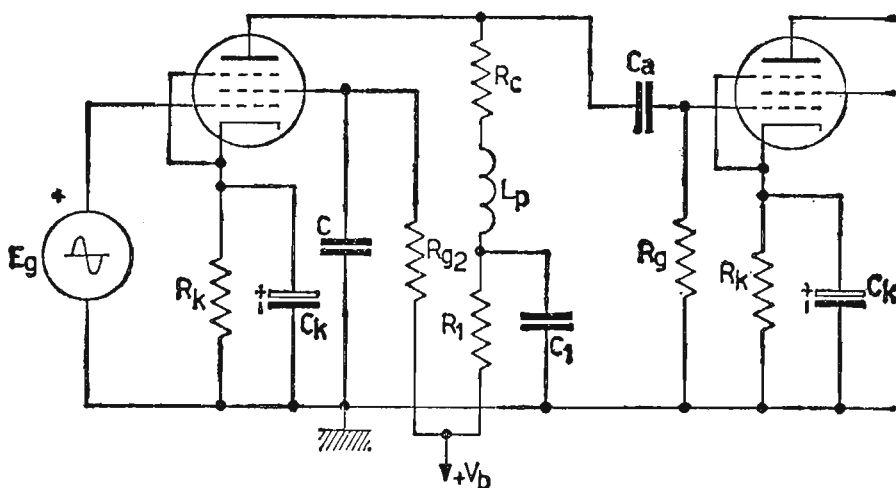 Rc
Ca
+
Eg
C
Lp
Rg2
Rg
Rk
+
Ck
R1
C1
Rk
+
Ck
+Vb